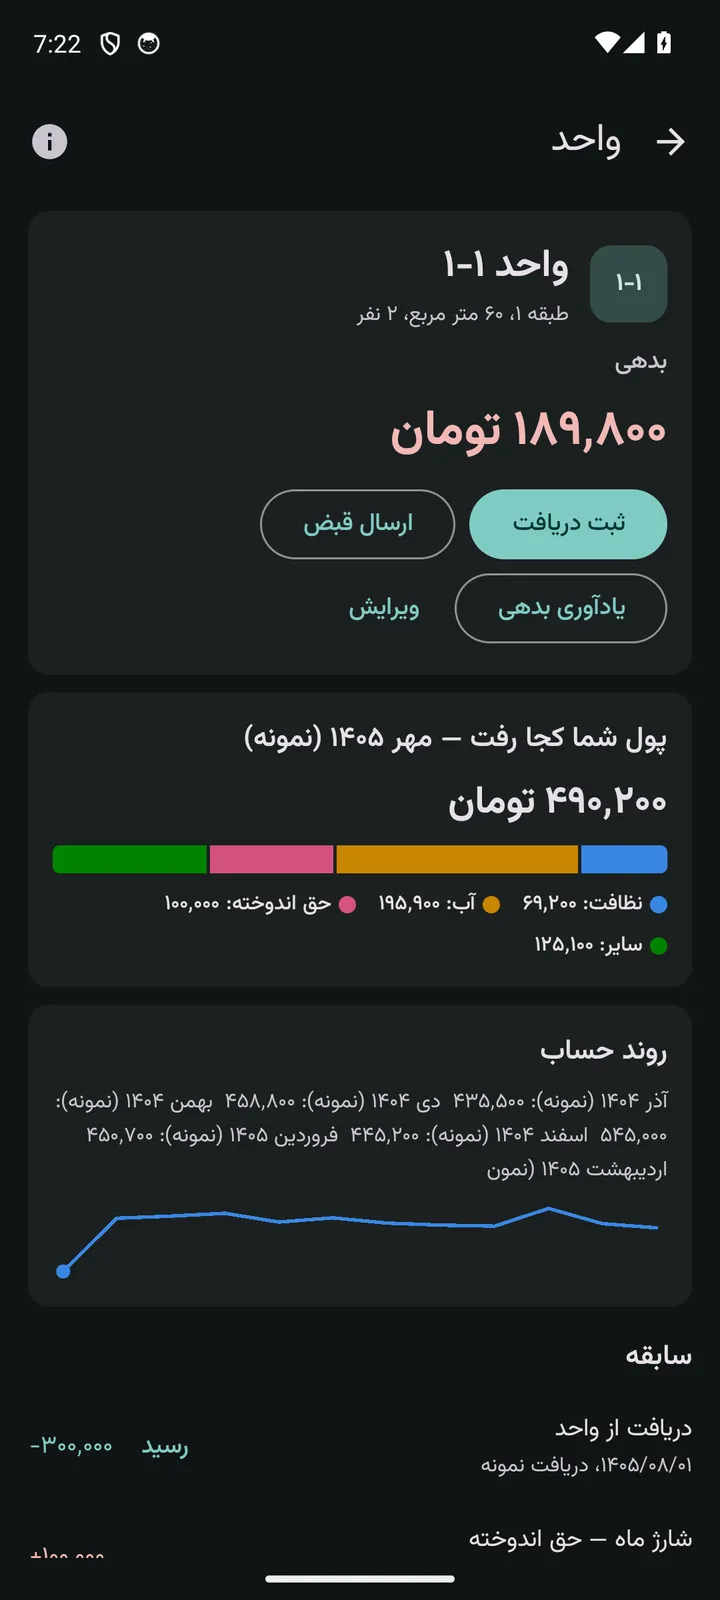 7:22
واحد
۱-۱
واحد ۱-۱
طبقه ۱، ۶۰ متر مربع، ۲ نفر
بدهی
۱۸۹,۸۰۰ تومان
ثبت دریافت
ارسال قبض
یادآوری بدهی
ویرایش
پول شما کجا رفت — مهر ۱۴۰۵ (نمونه)
۴۹۰,۲۰۰ تومان
نظافت: ۶۹,۲۰۰ آب: ۱۹۵,۹۰۰ حق اندوخته: ۱۰۰,۰۰۰
سایر: ۱۲۵,۱۰۰
روند حساب
آذر ۱۴۰۴ (نمونه): ۴۳۵,۵۰۰ دی ۱۴۰۴ (نمونه): ۴۵۸,۸۰۰ بهمن ۱۴۰۴ (نمونه):
۵۴۵,۰۰۰ اسفند ۱۴۰۴ (نمونه): ۴۴۵,۲۰۰ فروردین ۱۴۰۵ (نمونه): ۴۵۰,۷۰۰
اردیبهشت ۱۴۰۵ (نمون
سابقه
دریافت از واحد
۱۴۰۵/۰۸/۰۱، دریافت نمونه
رسید
-۳۰۰,۰۰۰
شارژ ماه — حق اندوخته